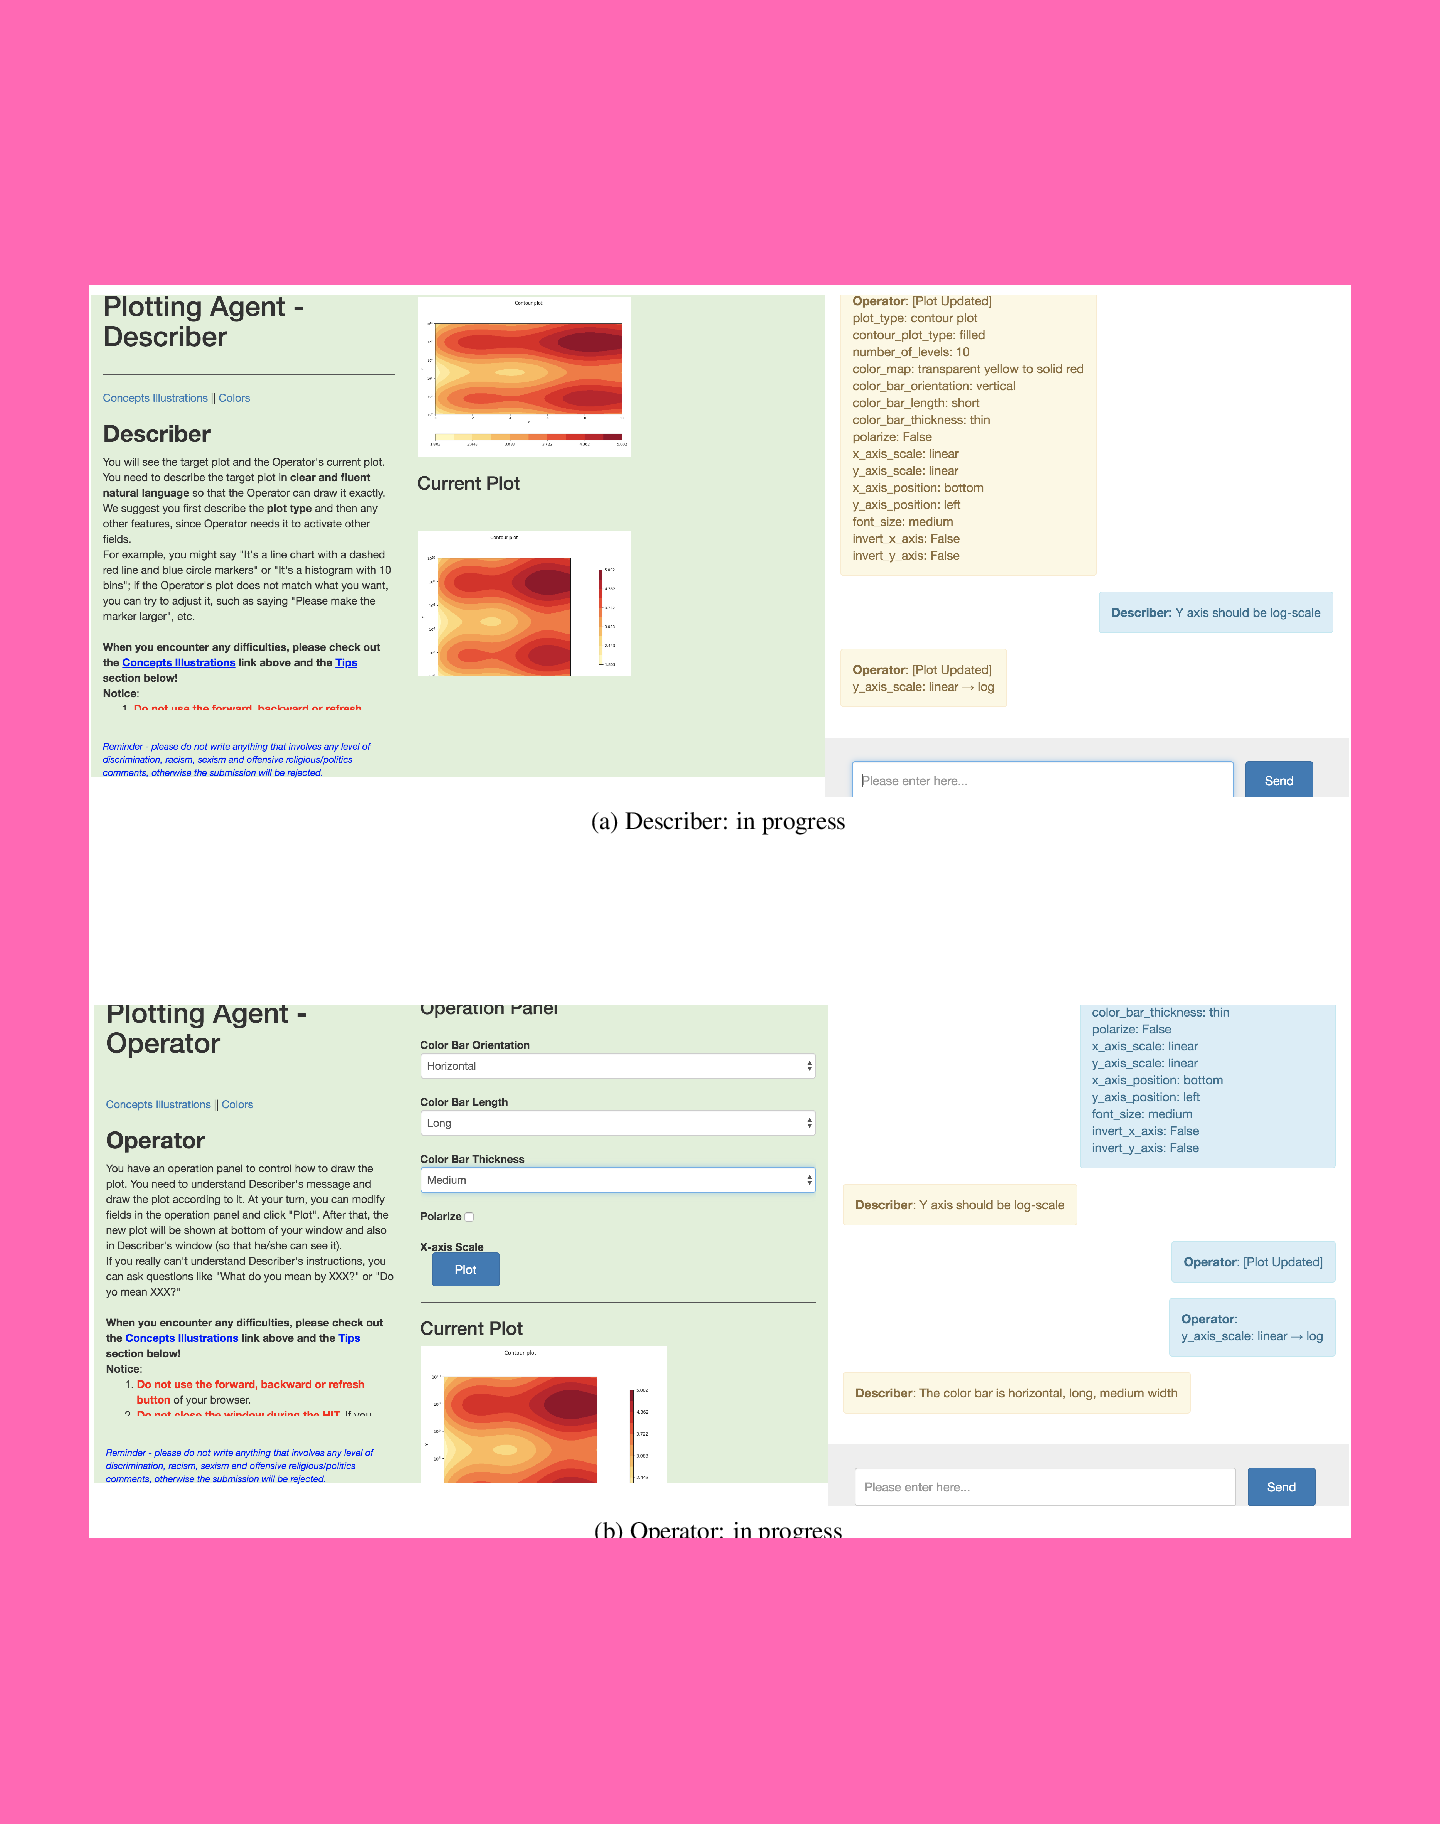 Plotting Agent -
Describer
Concepts Illustrations || Colors
Describer
You will see the target plot and the Operator's current plot.
You need to describe the target plot in clear and fluent
natural language so that the Operator can draw it exactly.
We suggest you first describe the plot type and then any
other features, since Operator needs it to activate other
fields.
For example, you might say "It's a line chart with a dashed
red line and blue circle markers" or "It's a histogram with 10
bins"; if the Operator's plot does not match what you want,
you can try to adjust it, such as saying "Please make the
marker larger", etc.
When you encounter any difficulties, please check out
the Concepts Illustrations link above and the Tips
section below!
Notice:
1. Do not use the forward, backward or refresh
Reminder - please do not write anything that involves any level of
discrimination, racism, sexism and offensive religious/politics
comments, otherwise the submission will be rejected.
Contour plot
Current Plot
Contour plot
Operator: [Plot Updated]
plot_type: contour plot
contour_plot_type: filled
number_of_levels: 10
color_map: transparent yellow to solid red
color_bar_orientation: vertical
color_bar_length: short
color_bar_thickness: thin
polarize: False
x_axis_scale: linear
y_axis_scale: linear
x_axis_position: bottom
y_axis_position: left
font_size: medium
invert_x_axis: False
invert_y_axis: False
Describer: Y axis should be log-scale
Operator: [Plot Updated]
y_axis_scale: linear → log
Please enter here...
Send
(a) Describer: in progress
Plotting Agent -
Operator
Concepts Illustrations || Colors
Operator
You have an operation panel to control how to draw the
plot. You need to understand Describer's message and
draw the plot according to it. At your turn, you can modify
fields in the operation panel and click "Plot". After that, the
new plot will be shown at bottom of your window and also
in Describer's window (so that he/she can see it).
If you really can't understand Describer's instructions, you
can ask questions like "What do you mean by XXX?" or "Do
yo mean XXX?"
When you encounter any difficulties, please check out
the Concepts Illustrations link above and the Tips
section below!
Notice:
1. Do not use the forward, backward or refresh
button of your browser.
2. Do not close the window during the HIT. If you
Reminder - please do not write anything that involves any level of
discrimination, racism, sexism and offensive religious/politics
comments, otherwise the submission will be rejected.
Operation Panel
Color Bar Orientation
Horizontal
Color Bar Length
Long
Color Bar Thickness
Medium
Polarize
X-axis Scale
Plot
Current Plot
Contour plot
5.002
4.362
3.722
3.083
color_bar_thickness: thin
polarize: False
x_axis_scale: linear
y_axis_scale: linear
x_axis_position: bottom
y_axis_position: left
font_size: medium
invert_x_axis: False
invert_y_axis: False
Describer: Y axis should be log-scale
Operator: [Plot Updated]
Operator:
y_axis_scale: linear → log
Describer: The color bar is horizontal, long, medium width
Please enter here...
Send
(b) Operator: in progress